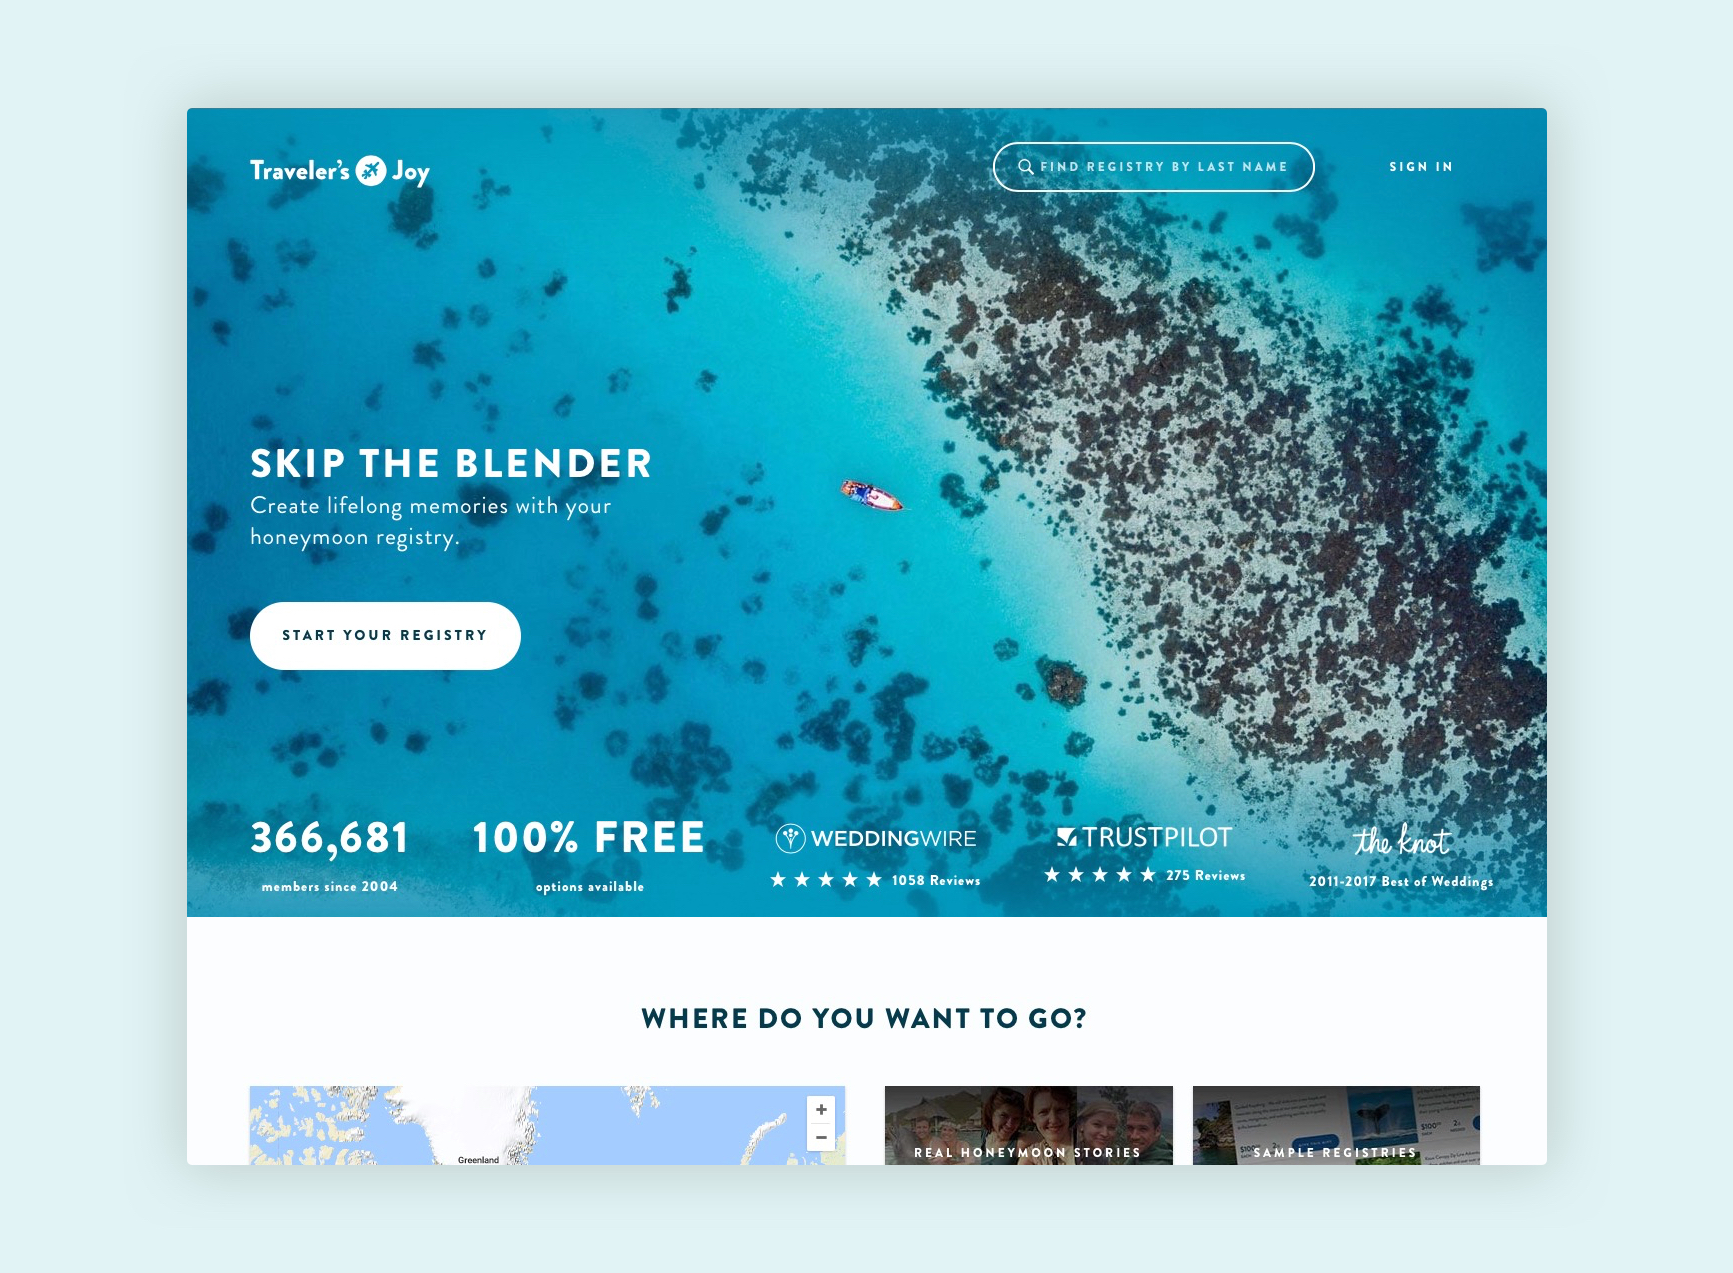 Traveler's Joy
FIND REGISTRY BY LAST NAME
SIGN IN
SKIP THE BLENDER
Create lifelong memories with your
honeymoon registry.
START YOUR REGISTRY
366,681
members since 2004
100% FREE
options available
WEDDINGWIRE
1058 Reviews
TRUSTPILOT
275 Reviews
the knot
2011-2017 Best of Weddings
WHERE DO YOU WANT TO GO?
+
−
Greenland
REAL HONEYMOON STORIES
SAMPLE REGISTRIES